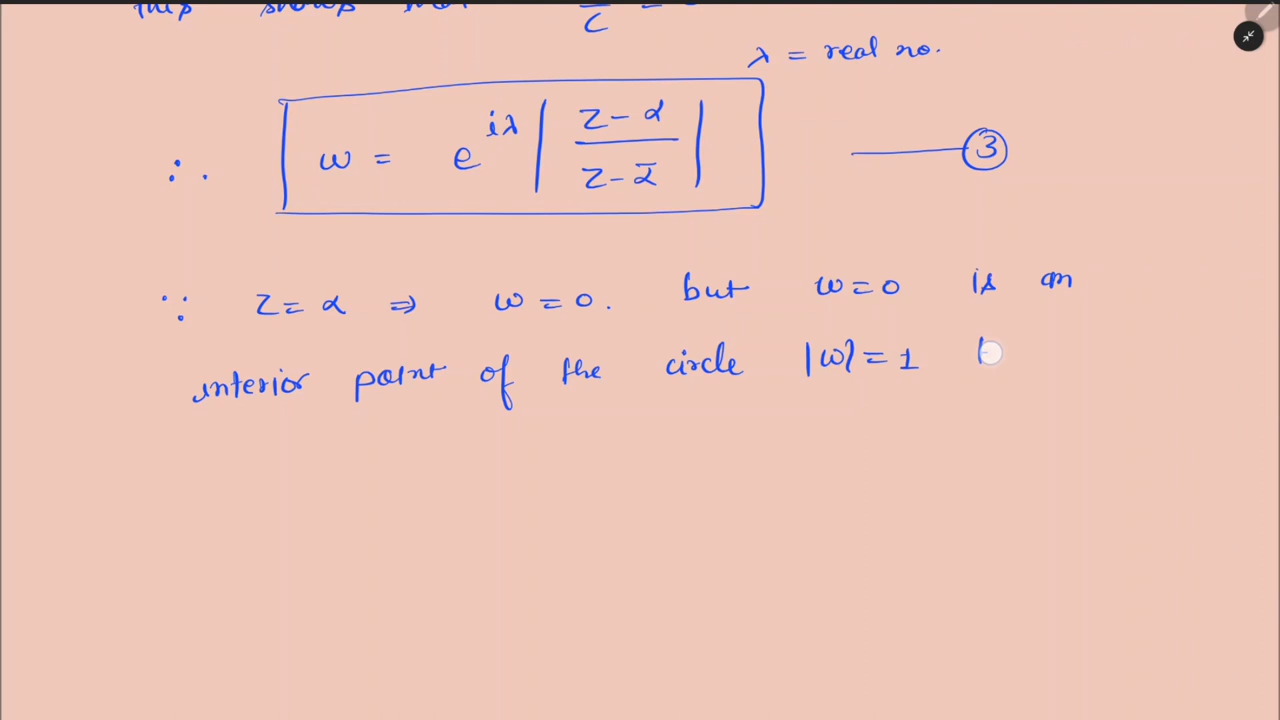 λ = real no.
∴ w = e^{iλ} | (z - α) / (z - ᾱ) | ——— ③
∵ z = α ⇒ w = 0. but w = 0 is an
interior point of the circle |w| = 1